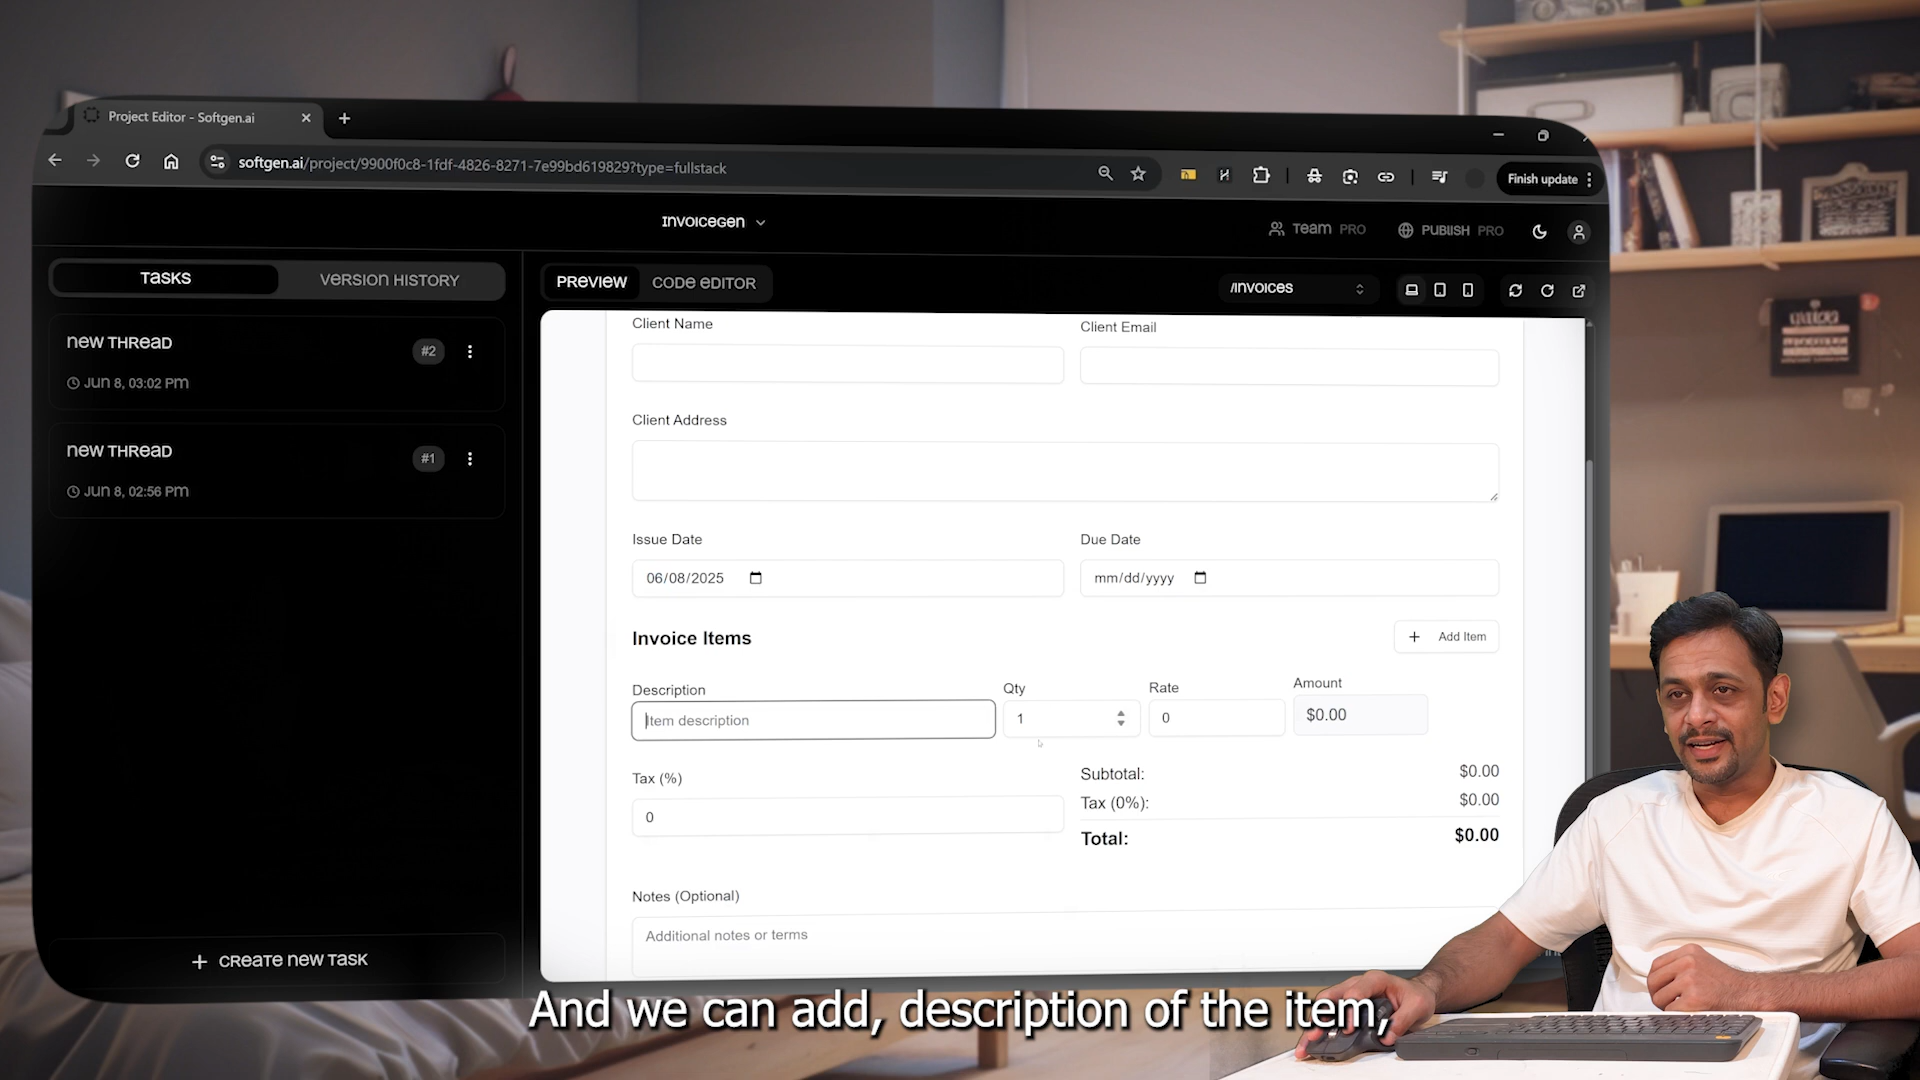 Project Editor - Softgen.ai
softgen.ai/project/9900f0c8-1fdf-4826-8271-7e99bd619829?type=fullstack
Finish update
Invoicegen
Team PRO
PUBLISH PRO
Tasks
Version History
PREVIEW
CODE EDITOR
/Invoices
new THREAD
#2
Jun 8, 03:02 PM
new THREAD
#1
Jun 8, 02:56 PM
+ Create new Task
Client Name
Client Email
Client Address
Issue Date
Due Date
06/08/2025
mm/dd/yyyy
Invoice Items
+ Add Item
Description
Qty
Rate
Amount
Item description
1
0
$0.00
Tax (%)
0
Subtotal:
$0.00
Tax (0%):
$0.00
Total:
$0.00
Notes (Optional)
Additional notes or terms
And we can add, description of the item,